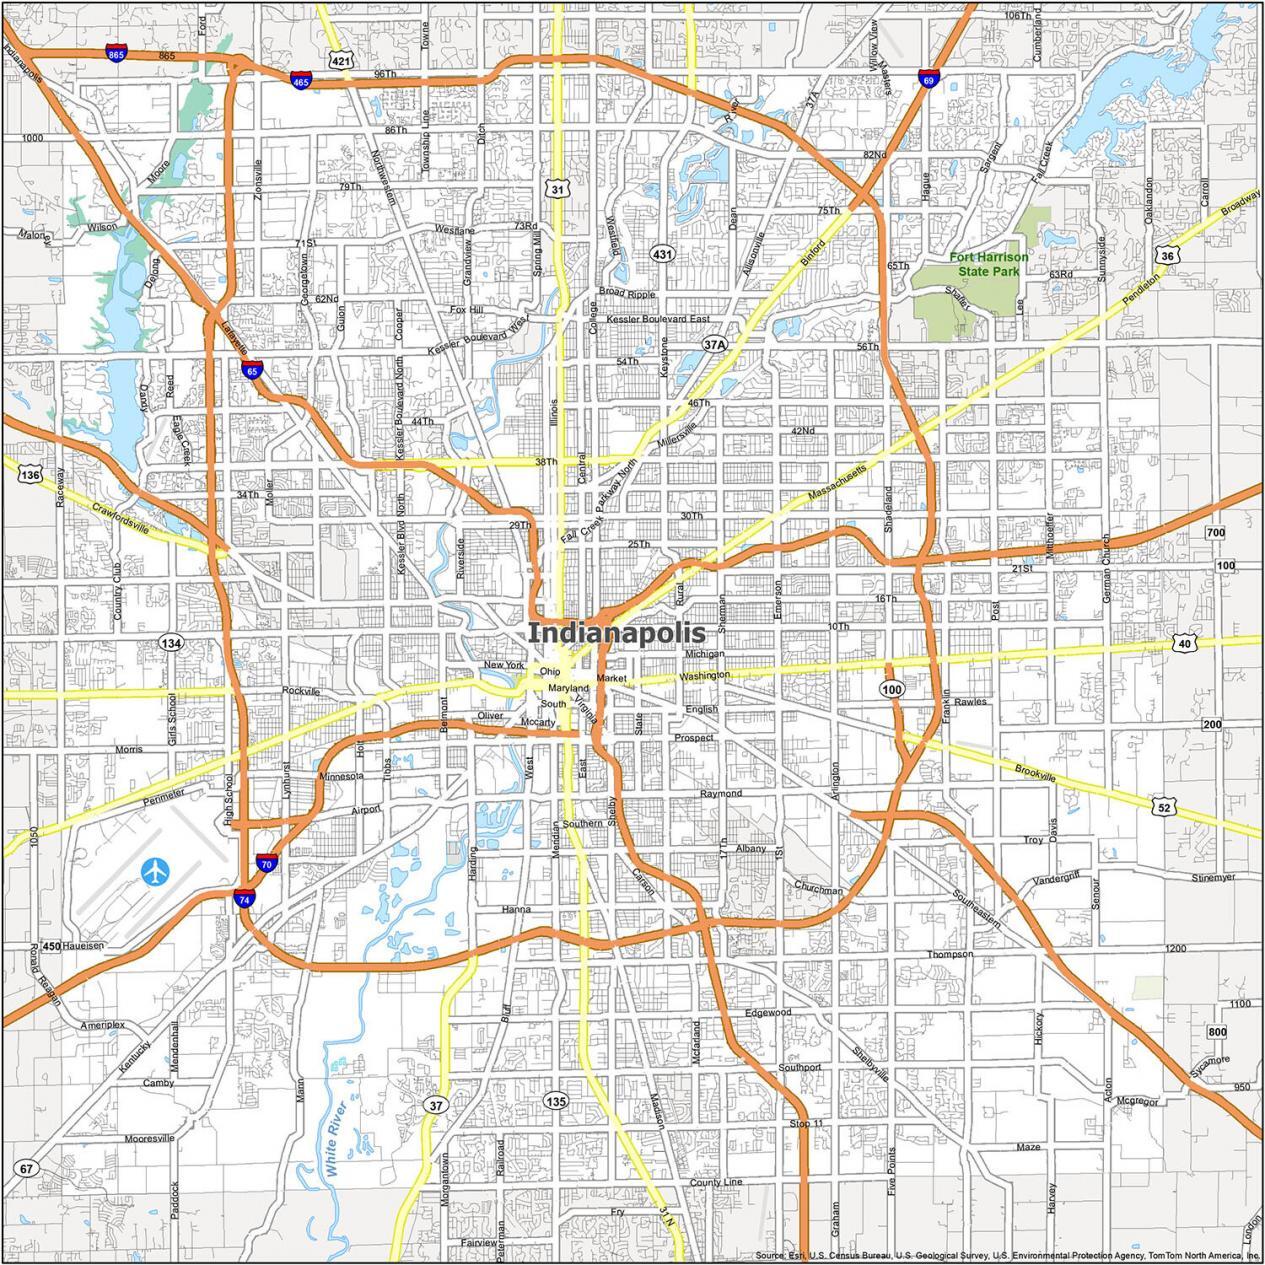 106Th
Cumberland
Ford
Towne
Willow View
Masters
421
865
865
Indianapolis
465
96Th
69
37A
River
86Th
Township Line
Ditch
1000
82Nd
Sargent
Fall Creek
Moore
Zionsville
Northwestern
79Th
31
Hague
Oaklandon
Carroll
75Th
Dean
Broadway
Wilson
Westlane
73Rd
Westfield
Maloney
71St
Grandview
Spring Mill
431
Allisonville
Binford
Sunnyside
36
Fort Harrison
State Park
65Th
63Rd
Delong
Georgetown
62Nd
Broad Ripple
Shafter
Lee
Pendleton
Guion
Cooper
Fox Hill
College
Kessler Boulevard East
Lafayette
Kessler Boulevard West
37A
56Th
54Th
Keystone
65
Dandy
Reed
Kessler Boulevard North
46Th
Illinois
44Th
Eagle Creek
Millersville
42Nd
38Th
Central
136
Raceway
Massachusetts
34Th
Moller
Kessler Blvd North
Fall Creek Parkway North
Shadeland
Crawfordsville
30Th
29Th
Mithoeffer
700
25Th
Riverside
German Church
21St
100
Country Club
Rural
Sherman
Emerson
16Th
Post
Indianapolis
10Th
134
Michigan
40
New York
Ohio
Market
Washington
Rockville
Maryland
100
Girls School
South
Virginia
Franklin
Rawles
English
Oliver
Mccarty
State
Belmont
200
Morris
Holt
Prospect
Tibbs
West
East
Minnesota
Lynhurst
Brookville
High School
Arlington
Perimeter
Raymond
52
Airport
Shelby
1050
Southern
Meridian
Troy
Davis
17Th
Albany
1St
70
Harding
Carson
Vandergriff
Stinemyer
Churchman
Senour
74
Southeastern
Hanna
450
Haueisen
1200
Thompson
Ronald Reagan
Edgewood
1100
Ameriplex
Bluff
Mcfarland
Hickory
800
Kentucky
Mendenhall
Shelbyville
Sycamore
Southport
Camby
950
Mann
Acton
Mcgregor
37
135
Madison
White River
Stop 11
Mooresville
Maze
67
Railroad
Five Points
Morgantown
County Line
Paddock
Harvey
Fry
31 N
Graham
London
Fairview
Peterman
Source: Esri, U.S. Census Bureau, U.S. Geological Survey, U.S. Environmental Protection Agency, TomTom North America, Inc.